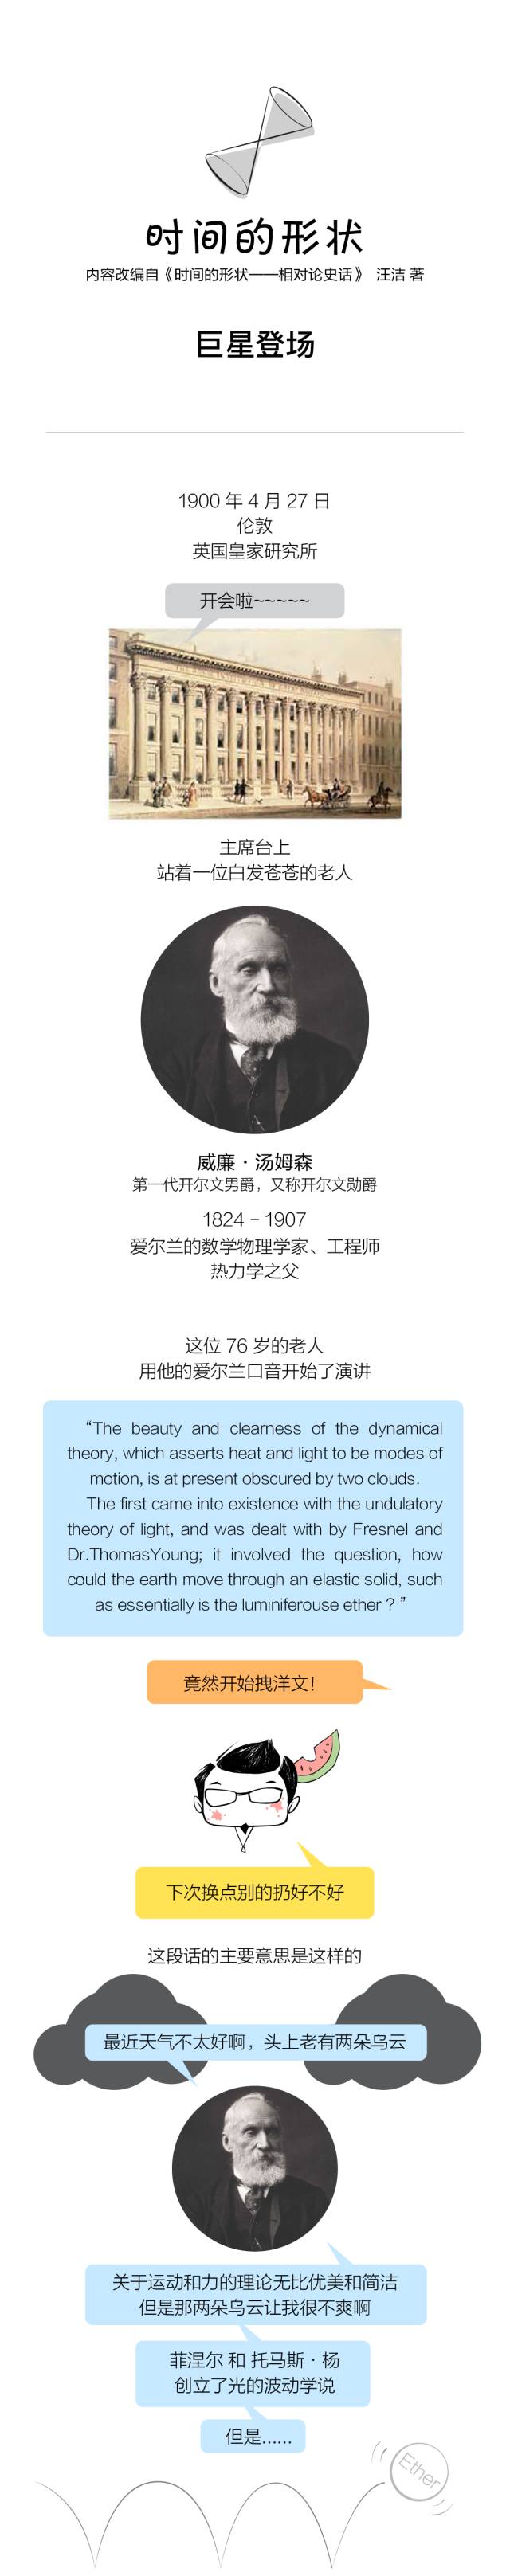 时间的形状
内容改编自《时间的形状——相对论史话》 汪洁 著
巨星登场
1900 年 4 月 27 日
伦敦
英国皇家研究所
开会啦~~~~~
主席台上
站着一位白发苍苍的老人
威廉·汤姆森
第一代开尔文男爵，又称开尔文勋爵
1824 – 1907
爱尔兰的数学物理学家、工程师
热力学之父
这位 76 岁的老人
用他的爱尔兰口音开始了演讲
“The beauty and clearness of the dynamical
theory, which asserts heat and light to be modes of
motion, is at present obscured by two clouds.
The first came into existence with the undulatory
theory of light, and was dealt with by Fresnel and
Dr.ThomasYoung; it involved the question, how
could the earth move through an elastic solid, such
as essentially is the luminiferouse ether ? ”
竟然开始拽洋文！
下次换点别的扔好不好
这段话的主要意思是这样的
最近天气不太好啊，头上老有两朵乌云
关于运动和力的理论无比优美和简洁
但是那两朵乌云让我很不爽啊
菲涅尔 和 托马斯·杨
创立了光的波动学说
但是......
Ether